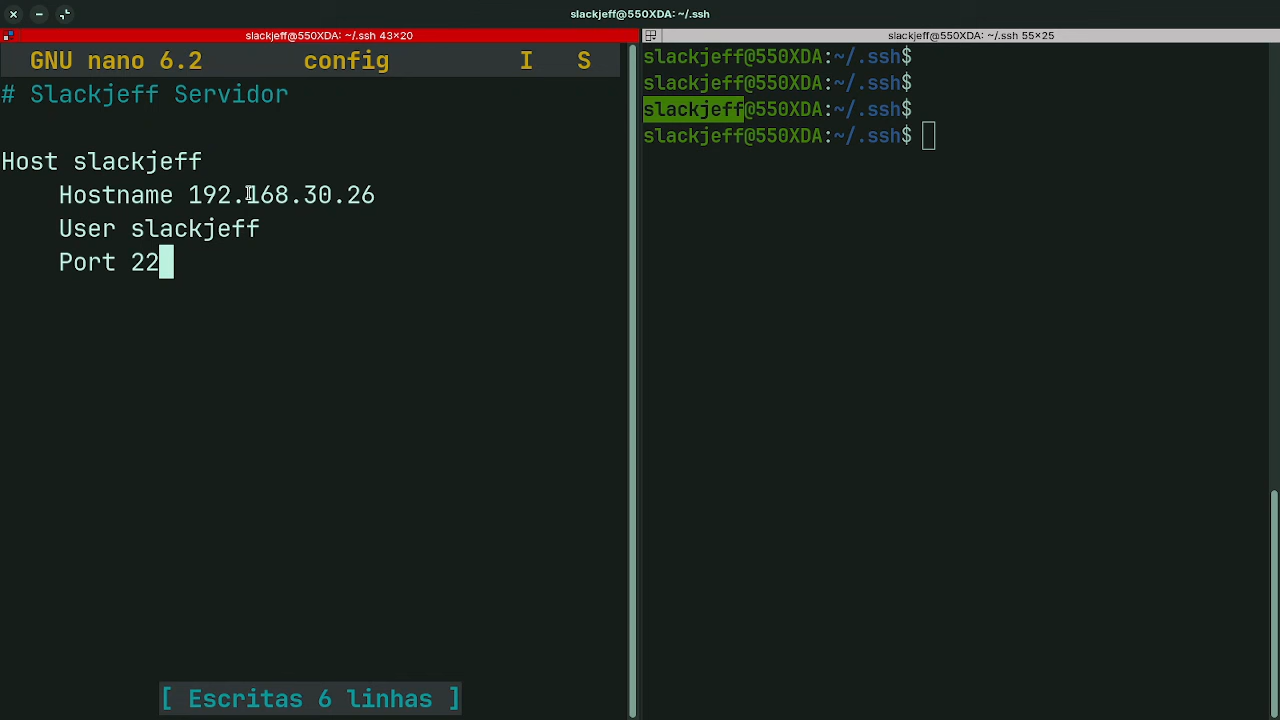 slackjeff@550XDA: ~/.ssh
slackjeff@550XDA: ~/.ssh 43×20
GNU nano 6.2 config I S
# Slackjeff Servidor
Host slackjeff
Hostname 192.168.30.26
User slackjeff
Port 22
[ Escritas 6 linhas ]
slackjeff@550XDA: ~/.ssh 55×25
slackjeff@550XDA:~/.ssh$
slackjeff@550XDA:~/.ssh$
slackjeff@550XDA:~/.ssh$
slackjeff@550XDA:~/.ssh$